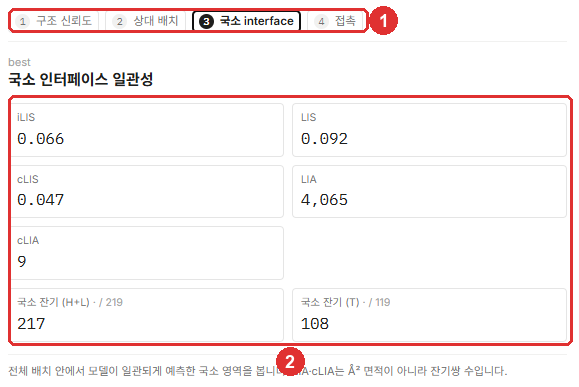 1 구조 신뢰도 2 상대 배치 3 국소 interface 4 접촉 1
best
국소 인터페이스 일관성
iLIS LIS
0.066 0.092
cLIS LIA
0.047 4,065
cLIA
9
국소 잔기 (H+L) · / 219 국소 잔기 (T) · / 119
217 108
2
전체 배치 안에서 모델이 일관되게 예측한 국소 영역을 봅니 A·cLIA는 Å² 면적이 아니라 잔기쌍 수입니다.